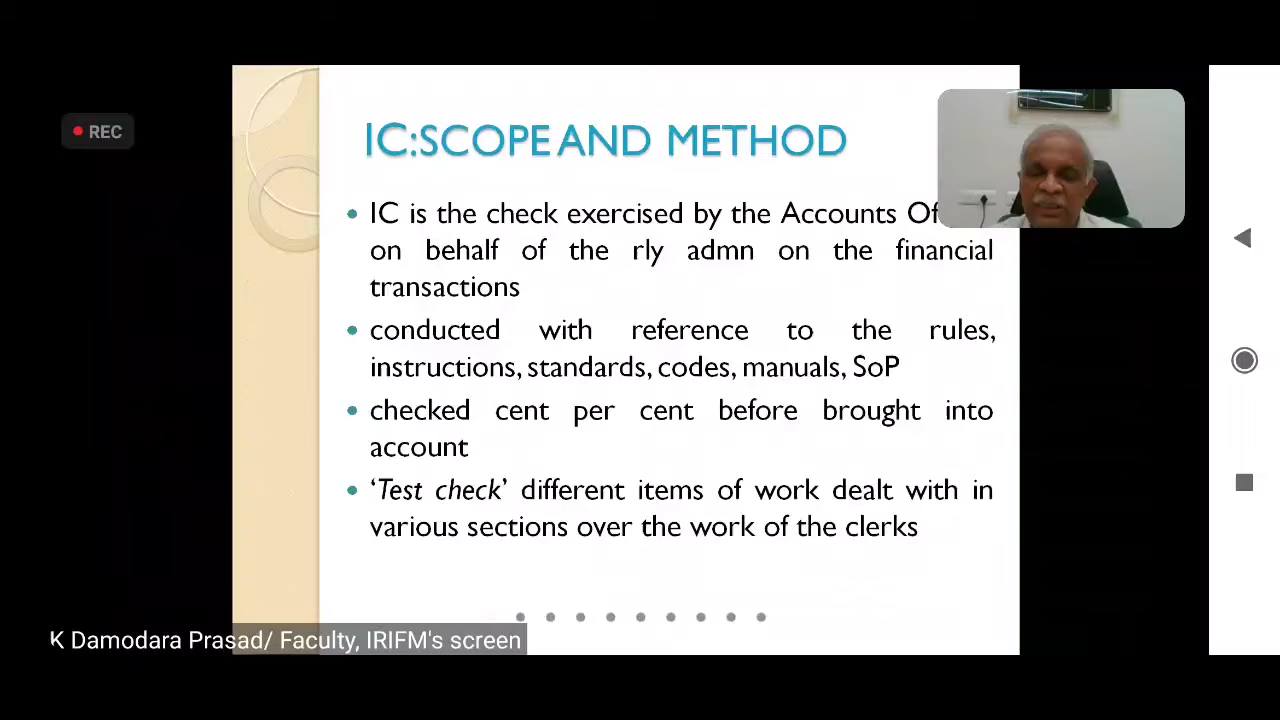 REC
IC:SCOPE AND METHOD
• IC is the check exercised by the Accounts
on behalf of the rly admn on the financial
transactions
• conducted with reference to the rules,
instructions, standards, codes, manuals, SoP
• checked cent per cent before brought into
account
• ‘Test check’ different items of work dealt with in
various sections over the work of the clerks
K Damodara Prasad/ Faculty, IRIFM's screen